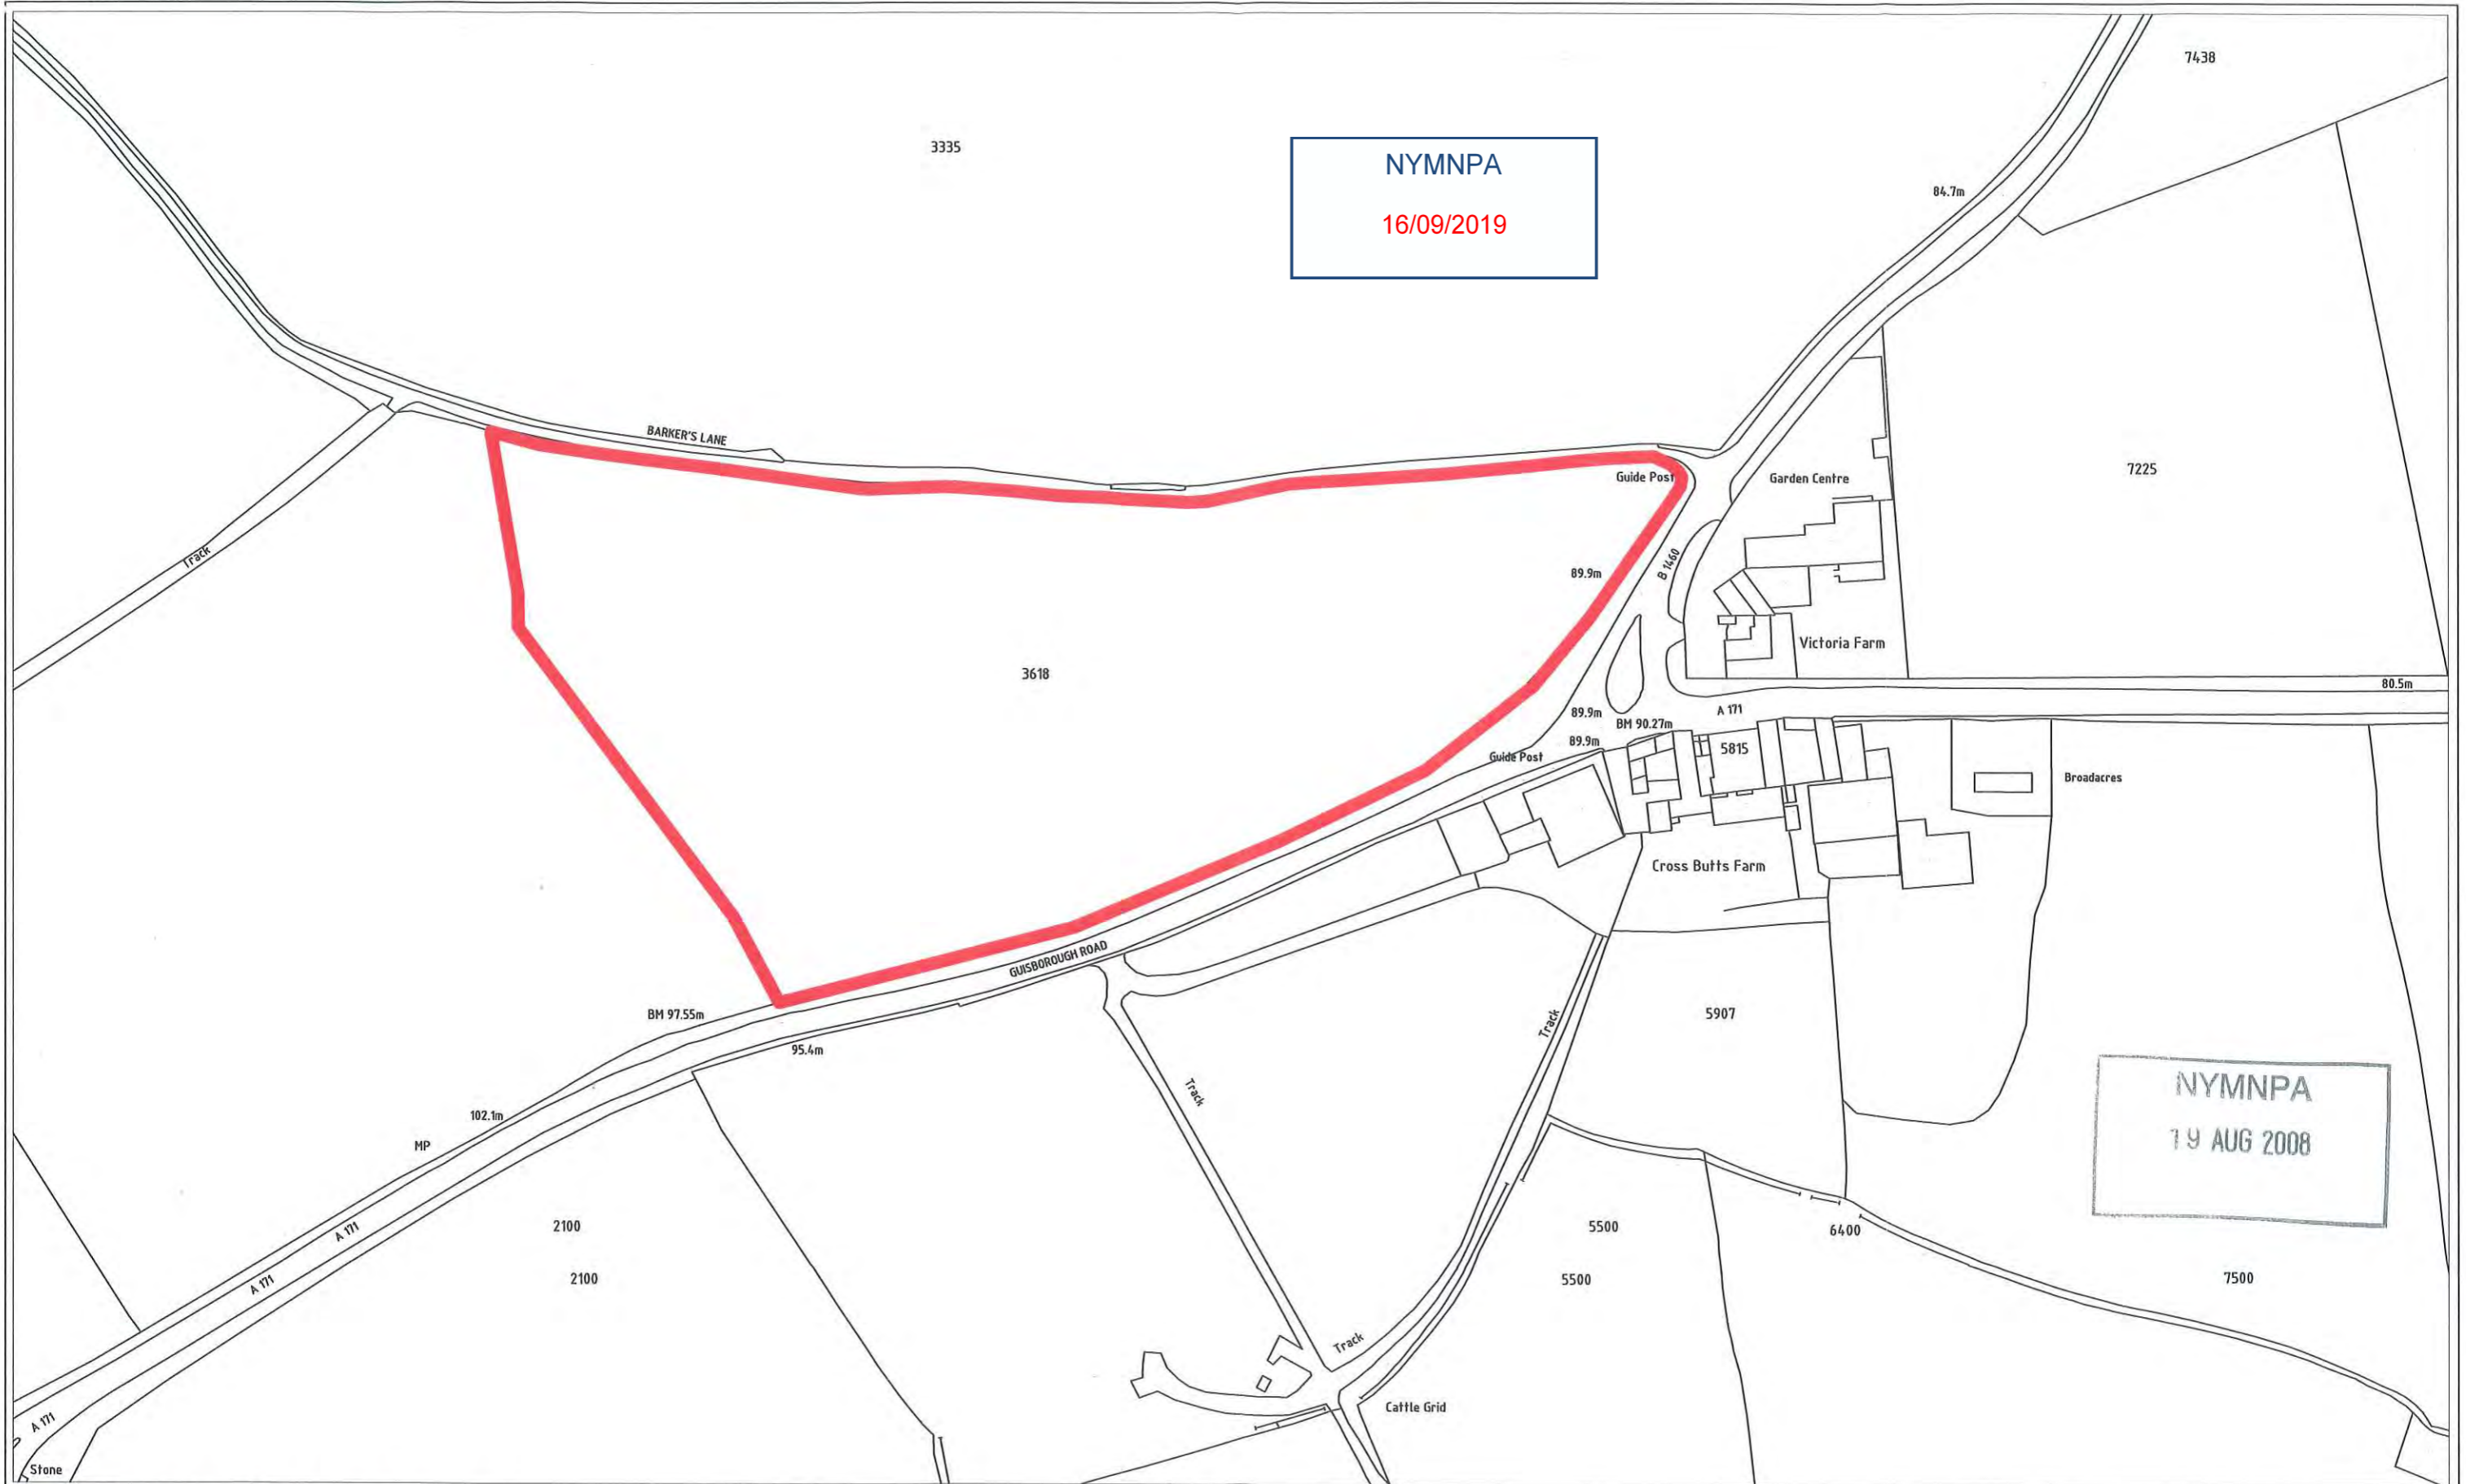 7438
3335
NYMNPA
16/09/2019
84.7m
BARKER'S LANE
Guide Post
Garden Centre
7225
Track
B 1460
89.9m
Victoria Farm
3618
80.5m
89.9m
A 171
BM 90.27m
89.9m
5815
Guide Post
Broadacres
Cross Butts Farm
GUISBOROUGH ROAD
BM 97.55m
5907
Track
95.4m
NYMNPA
19 AUG 2008
Track
102.1m
MP
A 171
2100
5500
6400
A 171
2100
5500
7500
Track
Cattle Grid
A 171
Stone